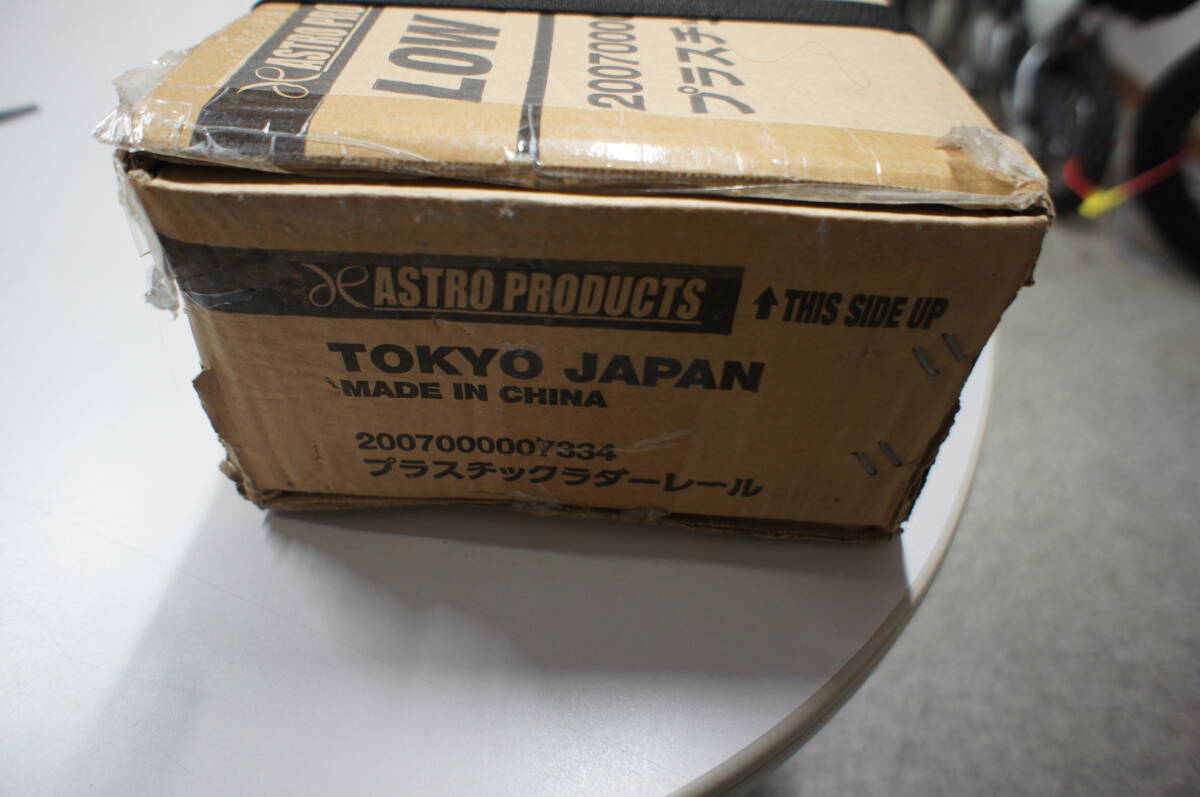 ASTRO PRO
LOW
2007000
プラスチ
ASTRO PRODUCTS
THIS SIDE UP
TOKYO JAPAN
MADE IN CHINA
2007000007334
プラスチックラダーレール